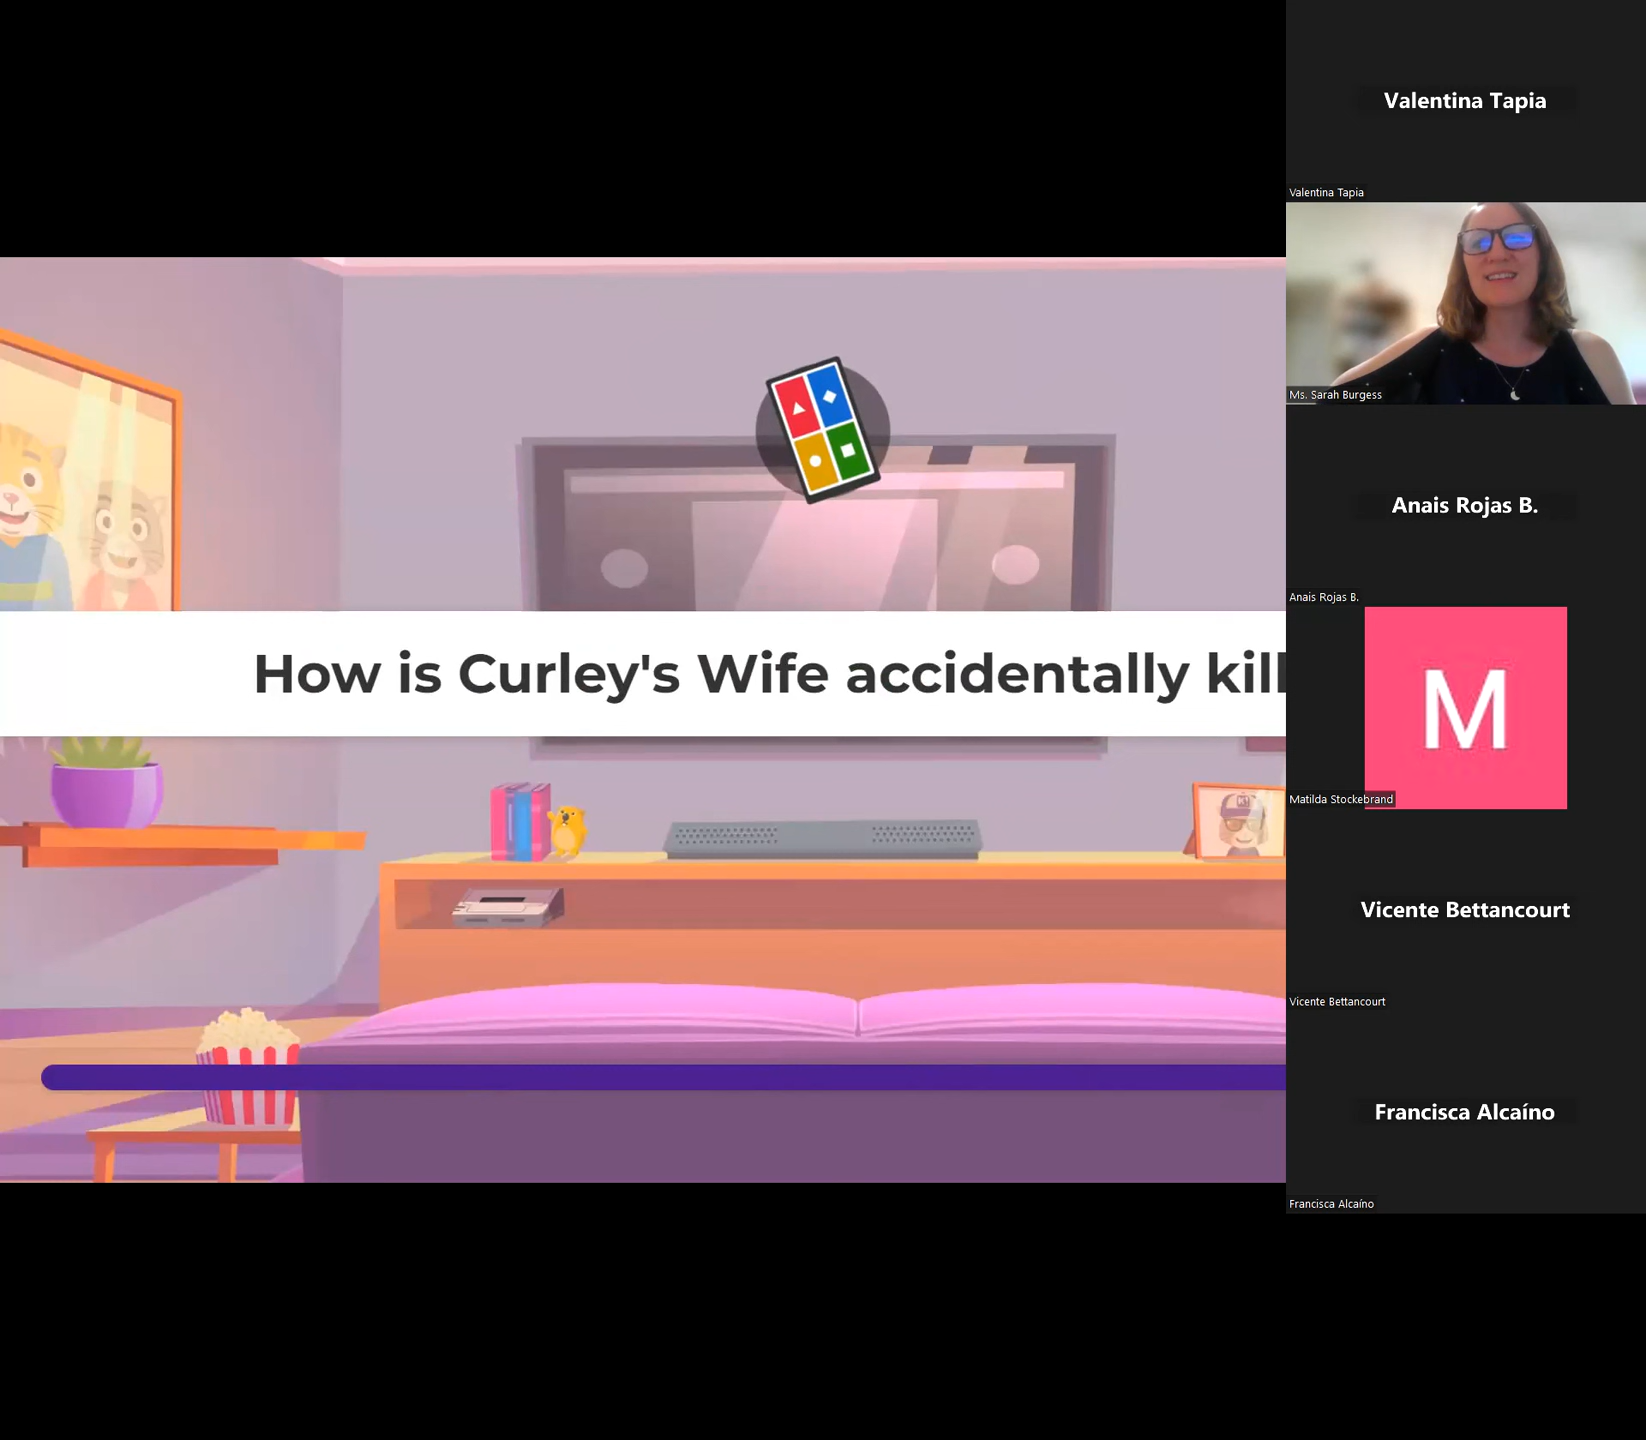 Valentina Tapia
Valentina Tapia
Ms. Sarah Burgess
Anais Rojas B.
Anais Rojas B.
M
Matilda Stockebrand
How is Curley's Wife accidentally kill
Vicente Bettancourt
Vicente Bettancourt
Francisca Alcaíno
Francisca Alcaíno